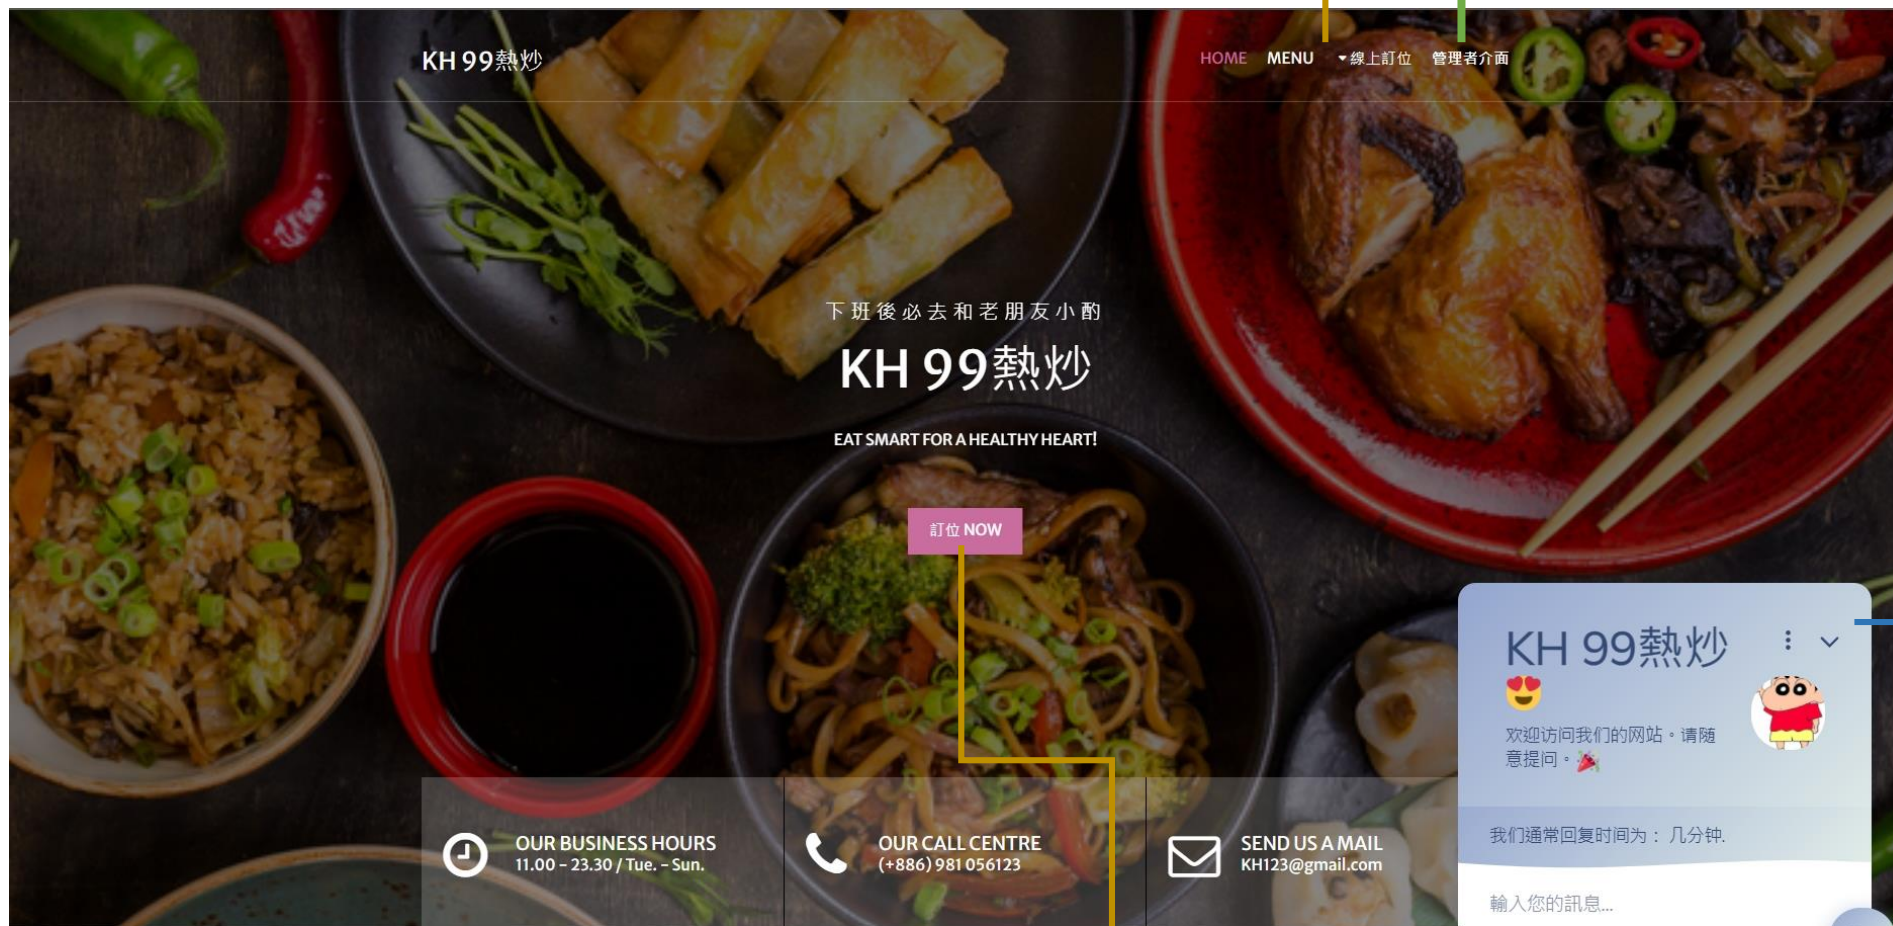 KH 99熱炒
HOME MENU 線上訂位 管理者介面
下班後必去和老朋友小酌
KH 99熱炒
EAT SMART FOR A HEALTHY HEART!
訂位 NOW
OUR BUSINESS HOURS
11.00 – 23.30 / Tue. – Sun.
OUR CALL CENTRE
(+886) 981 056123
SEND US A MAIL
KH123@gmail.com
KH 99熱炒
😍
欢迎访问我们的网站。请随
意提问。🎉
我们通常回复时间为： 几分钟.
輸入您的訊息...